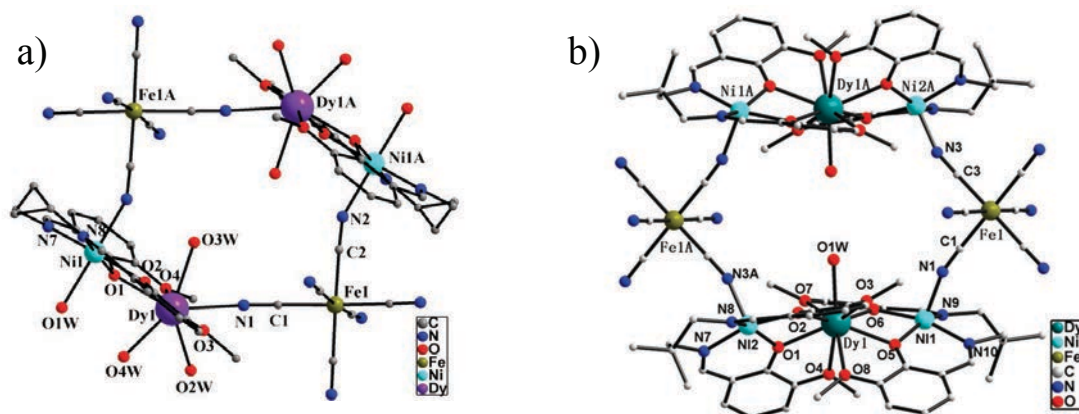 a)
Fe1A
Dy1A
Ni1A
N2
C2
N7
N8
Ni1
O3W
O2
O4
O1
O1W
Dy1
N1
C1
Fe1
O3
O4W
O2W
C
N
O
Fe
Ni
Dy
b)
Ni1A
Dy1A
Ni2A
N3
C3
Fe1A
Fe1
O1W
C1
N3A
N1
O7
O3
N8
N9
O2
O6
N7
NI2
Dy1
NI1
N10
O1
O5
O4
O8
Dy
Ni
Fe
C
N
O